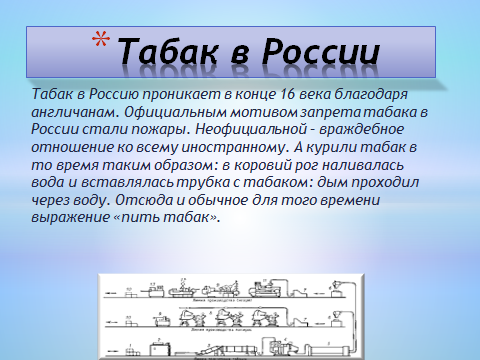 * Табак в России
Табак в Россию проникает в конце 16 века благодаря
англичанам. Официальным мотивом запрета табака в
России стали пожары. Неофициальной – враждебное
отношение ко всему иностранному. А курили табак в
то время таким образом: в коровий рог наливалась
вода и вставлялась трубка с табаком: дым проходил
через воду. Отсюда и обычное для того времени
выражение «пить табак».